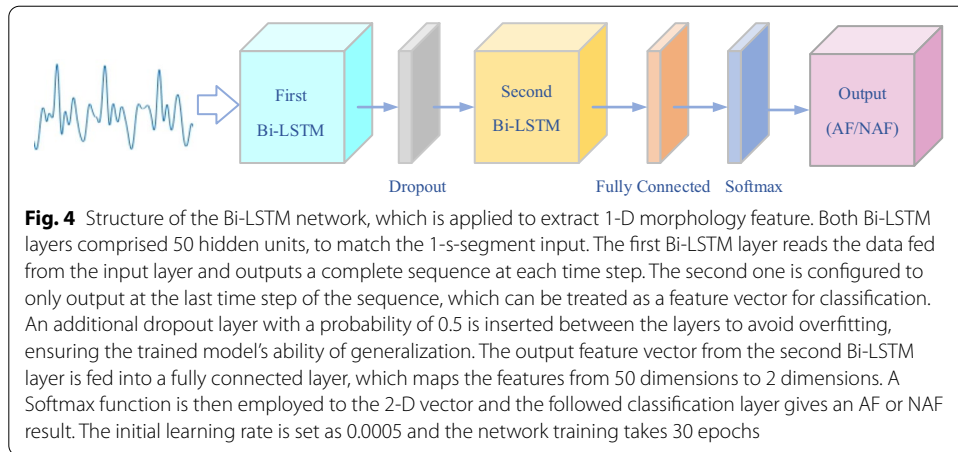 First
Bi-LSTM
Second
Bi-LSTM
Output
(AF/NAF)
Dropout
Fully Connected
Softmax
Fig. 4 Structure of the Bi-LSTM network, which is applied to extract 1-D morphology feature. Both Bi-LSTM
layers comprised 50 hidden units, to match the 1-s-segment input. The first Bi-LSTM layer reads the data fed
from the input layer and outputs a complete sequence at each time step. The second one is configured to
only output at the last time step of the sequence, which can be treated as a feature vector for classification.
An additional dropout layer with a probability of 0.5 is inserted between the layers to avoid overfitting,
ensuring the trained model's ability of generalization. The output feature vector from the second Bi-LSTM
layer is fed into a fully connected layer, which maps the features from 50 dimensions to 2 dimensions. A
Softmax function is then employed to the 2-D vector and the followed classification layer gives an AF or NAF
result. The initial learning rate is set as 0.0005 and the network training takes 30 epochs